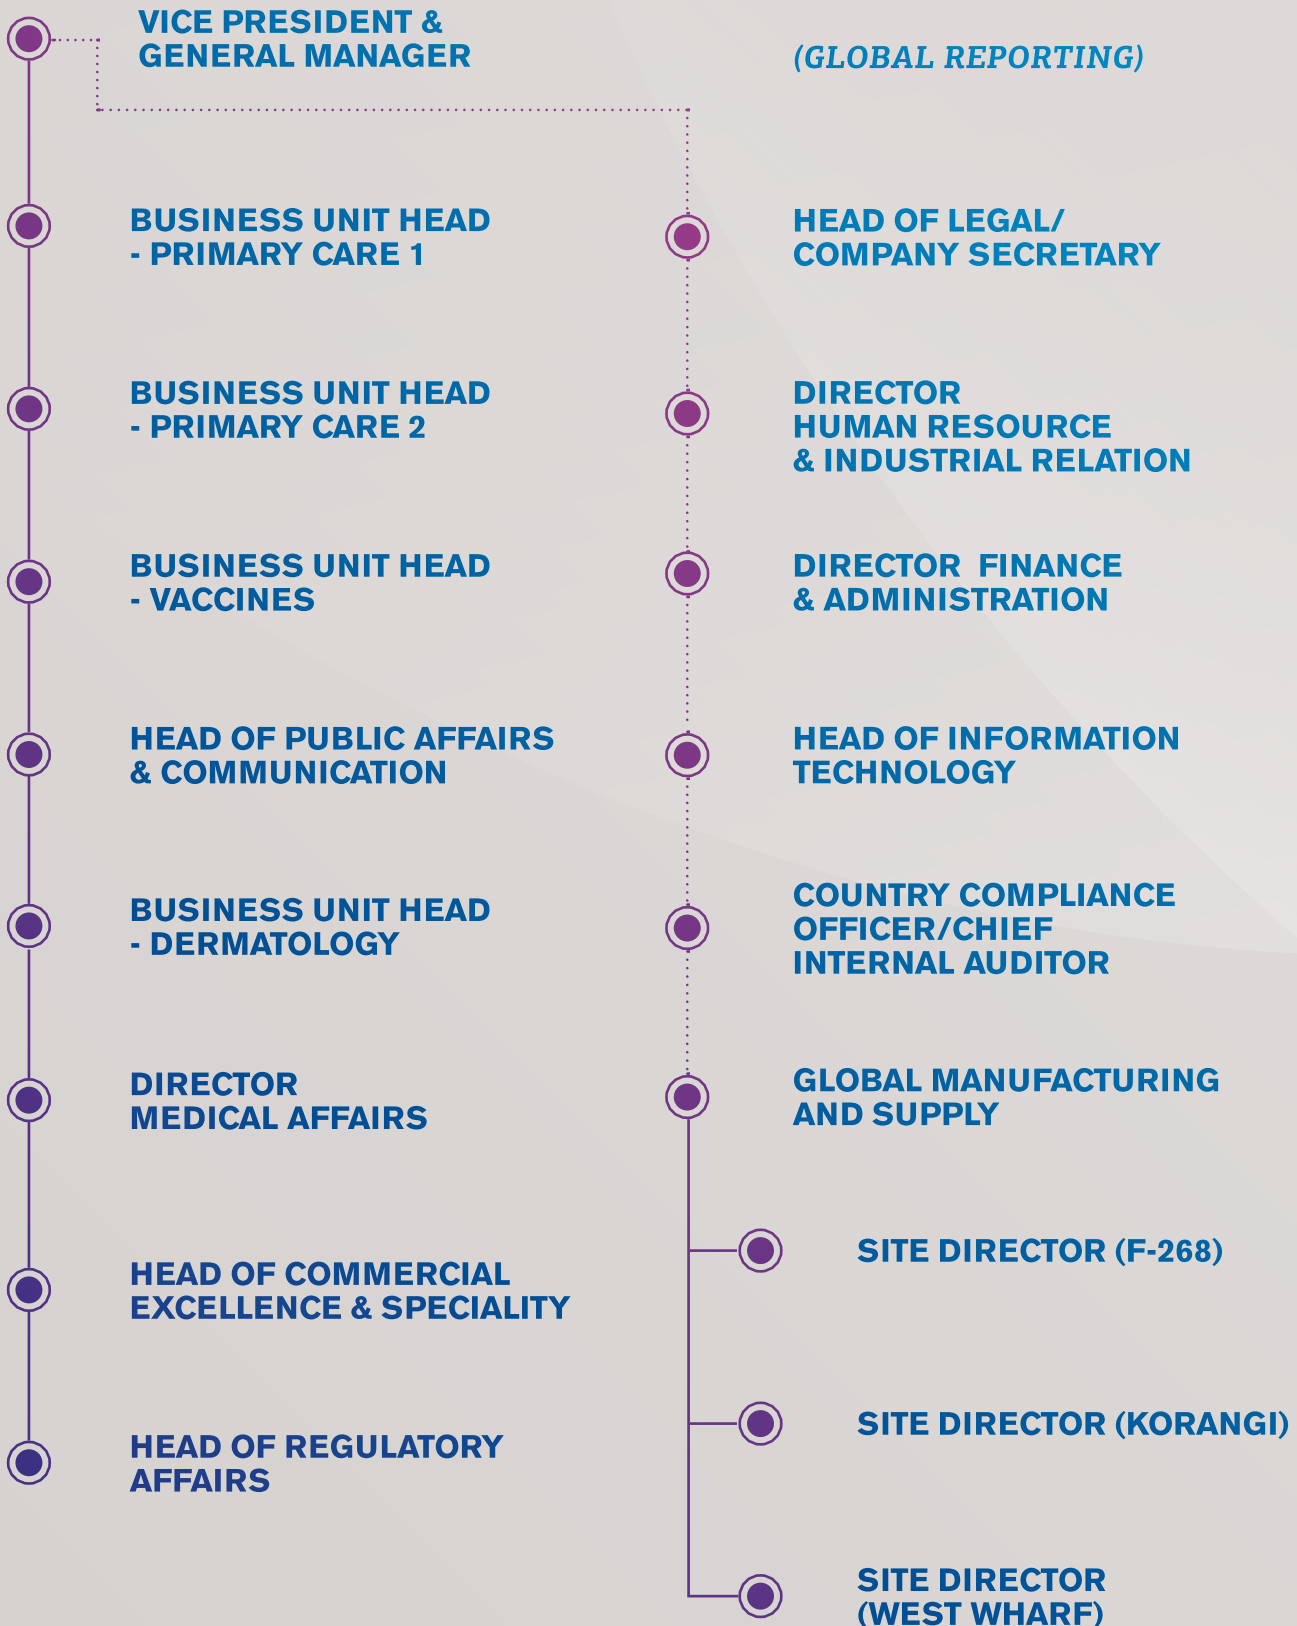 VICE PRESIDENT &
GENERAL MANAGER
BUSINESS UNIT HEAD
- PRIMARY CARE 1
BUSINESS UNIT HEAD
- PRIMARY CARE 2
BUSINESS UNIT HEAD
- VACCINES
HEAD OF PUBLIC AFFAIRS
& COMMUNICATION
BUSINESS UNIT HEAD
- DERMATOLOGY
DIRECTOR
MEDICAL AFFAIRS
HEAD OF COMMERCIAL
EXCELLENCE & SPECIALITY
HEAD OF REGULATORY
AFFAIRS
(GLOBAL REPORTING)
HEAD OF LEGAL/
COMPANY SECRETARY
DIRECTOR
HUMAN RESOURCE
& INDUSTRIAL RELATION
DIRECTOR  FINANCE
& ADMINISTRATION
HEAD OF INFORMATION
TECHNOLOGY
COUNTRY COMPLIANCE
OFFICER/CHIEF
INTERNAL AUDITOR
GLOBAL MANUFACTURING
AND SUPPLY
SITE DIRECTOR (F-268)
SITE DIRECTOR (KORANGI)
SITE DIRECTOR
(WEST WHARF)